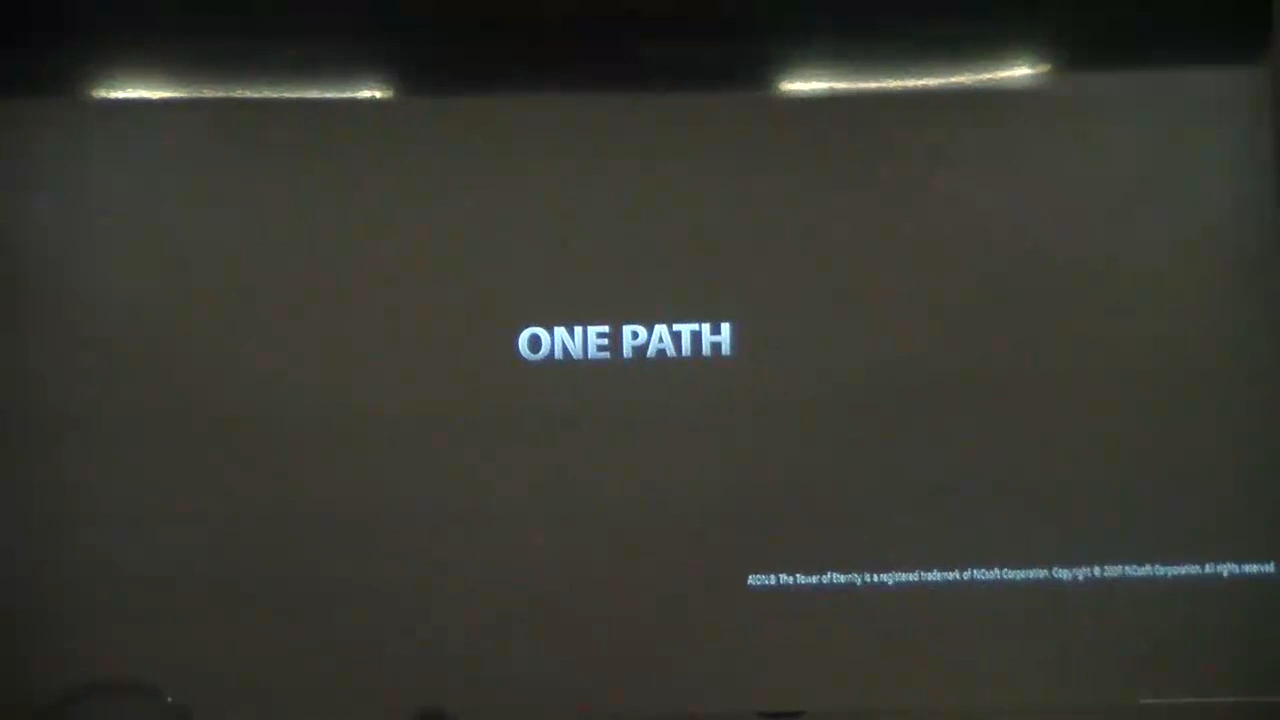 ONE PATH
AION® The Tower of Eternity is a registered trademark of NCsoft Corporation. Copyright © NCsoft Corporation. All rights reserved